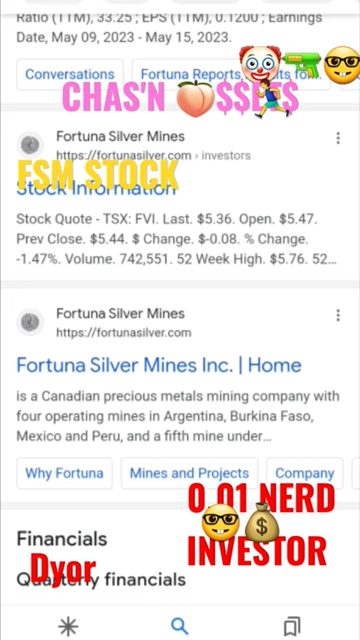 Ratio (TTM), 33.25 ; EPS (TTM), 0.1200 ; Earnings
Date, May 09, 2023 - May 15, 2023.
Conversations
Fortuna Reports
for...
CHAS'N 🍑$$ETS
Fortuna Silver Mines
https://fortunasilver.com › investors
FSM STOCK
Stock Information
Stock Quote - TSX: FVI. Last. $5.36. Open. $5.47.
Prev Close. $5.44. $ Change. $-0.08. % Change.
-1.47%. Volume. 742,551. 52 Week High. $5.76. 52...
Fortuna Silver Mines
https://fortunasilver.com
Fortuna Silver Mines Inc. | Home
is a Canadian precious metals mining company with
four operating mines in Argentina, Burkina Faso,
Mexico and Peru, and a fifth mine under...
Why Fortuna
Mines and Projects
Company
0.01 NERD
🤓💰
INVESTOR
Financials
Dyor
Quarterly financials